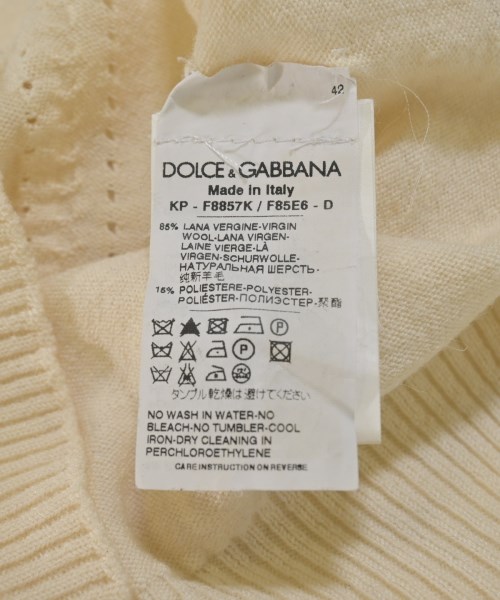 42
DOLCE & GABBANA
Made in Italy
KP - F8857K / F85E6 - D
85% LANA VERGINE-VIRGIN
WOOL-LANA VIRGEN-
LAINE VIERGE-LÀ
VIRGEN-SCHURWOLLE-
НАТУРАЛЬНАЯ ШЕРСТЬ-
纯新羊毛
15% POLIESTERE-POLYESTER-
POLIÉSTER-ПОЛИЭСТЕР-聚酯
タンブル乾燥は避けてください
NO WASH IN WATER-NO
BLEACH-NO TUMBLER-COOL
IRON-DRY CLEANING IN
PERCHLOROETHYLENE
CARE INSTRUCTION ON REVERSE